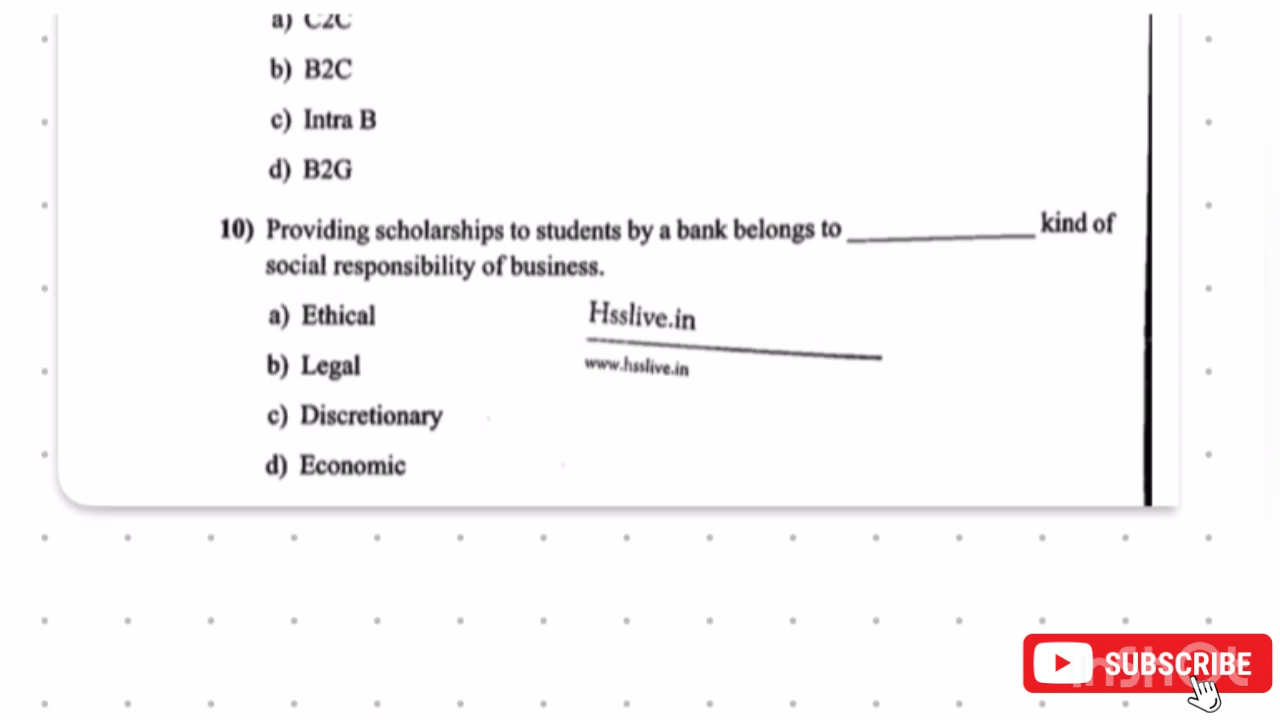 a) C2C
b) B2C
c) Intra B
d) B2G
10) Providing scholarships to students by a bank belongs to ____________ kind of
social responsibility of business.
a) Ethical
Hsslive.in
b) Legal
www.hsslive.in
c) Discretionary
d) Economic
SUBSCRIBE
InShOt